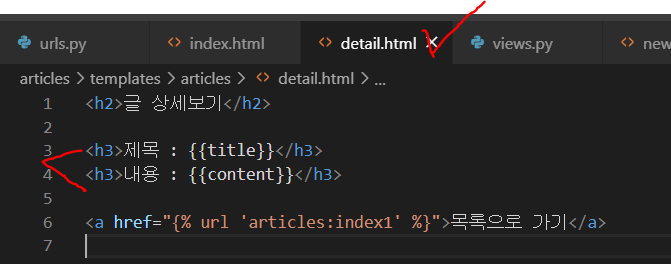 urls.py <> index.html <> detail.html × views.py <> new
articles > templates > articles > <> detail.html > ...
1 <h2>글 상세보기</h2>
2
3 <h3>제목 : {{title}}</h3>
4 <h3>내용 : {{content}}</h3>
5
6 <a href="{% url 'articles:index1' %}">목록으로 가기</a>
7